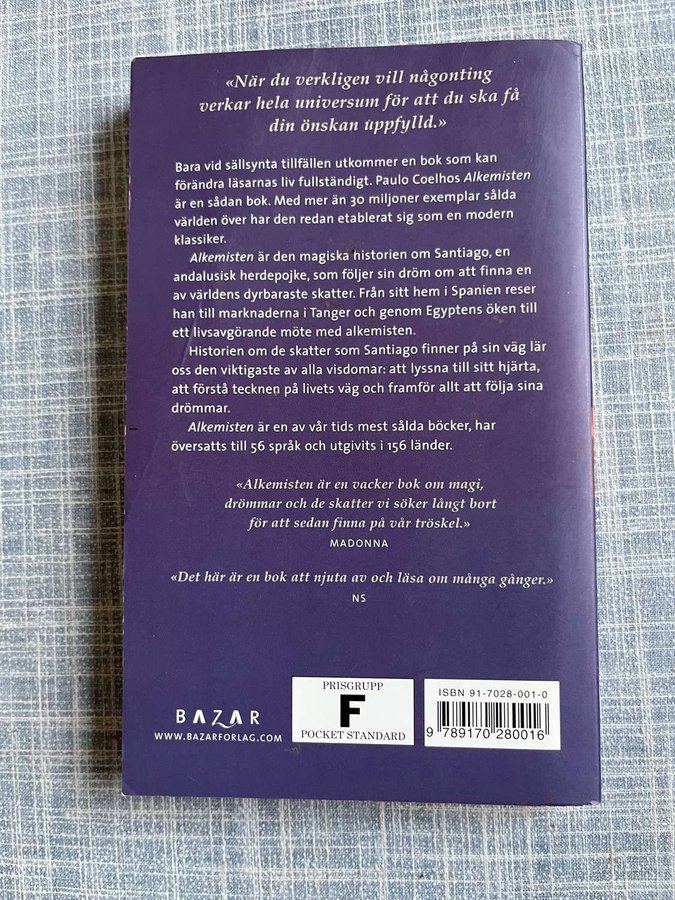 «När du verkligen vill någonting
verkar hela universum för att du ska få
din önskan uppfylld.»
Bara vid sällsynta tillfällen utkommer en bok som kan
förändra läsarnas liv fullständigt. Paulo Coelhos Alkemisten
är en sådan bok. Med mer än 30 miljoner exemplar sålda
världen över har den redan etablerat sig som en modern
klassiker.
Alkemisten är den magiska historien om Santiago, en
andalusisk herdepojke, som följer sin dröm om att finna en
av världens dyrbaraste skatter. Från sitt hem i Spanien reser
han till marknaderna i Tanger och genom Egyptens öken till
ett livsavgörande möte med alkemisten.
Historien om de skatter som Santiago finner på sin väg lär
oss den viktigaste av alla visdomar: att lyssna till sitt hjärta,
att förstå tecknen på livets väg och framför allt att följa sina
drömmar.
Alkemisten är en av vår tids mest sålda böcker, har
översatts till 56 språk och utgivits i 156 länder.
«Alkemisten är en vacker bok om magi,
drömmar och de skatter vi söker långt bort
för att sedan finna på vår tröskel.»
MADONNA
«Det här är en bok att njuta av och läsa om många gånger.»
NS
BAZAR
WWW.BAZARFORLAG.COM
PRISGRUPP
F
POCKET STANDARD
ISBN 91-7028-001-0
9 789170 280016